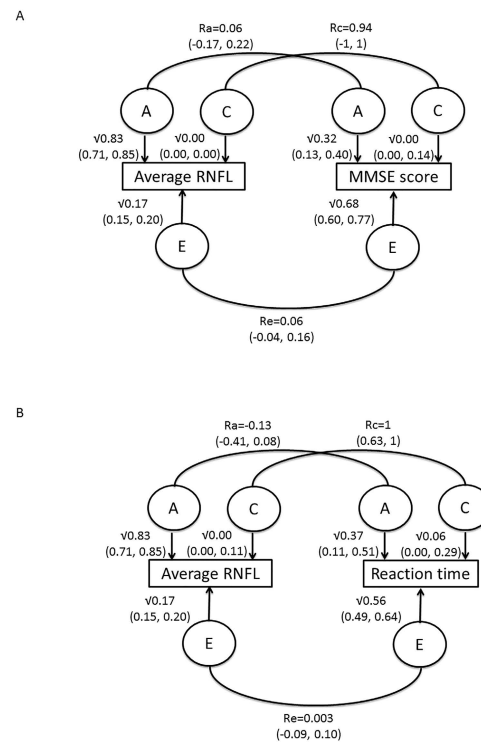 A
Ra=0.06 Rc=0.94
(-0.17, 0.22) (-1, 1)
A C A C
√0.83 √0.00 √0.32 √0.00
(0.71, 0.85) (0.00, 0.00) (0.13, 0.40) (0.00, 0.14)
Average RNFL MMSE score
√0.17 √0.68
(0.15, 0.20) (0.60, 0.77)
E E
Re=0.06
(-0.04, 0.16)
B
Ra=-0.13 Rc=1
(-0.41, 0.08) (0.63, 1)
A C A C
√0.83 √0.00 √0.37 √0.06
(0.71, 0.85) (0.00, 0.11) (0.11, 0.51) (0.00, 0.29)
Average RNFL Reaction time
√0.17 √0.56
(0.15, 0.20) (0.49, 0.64)
E E
Re=0.003
(-0.09, 0.10)